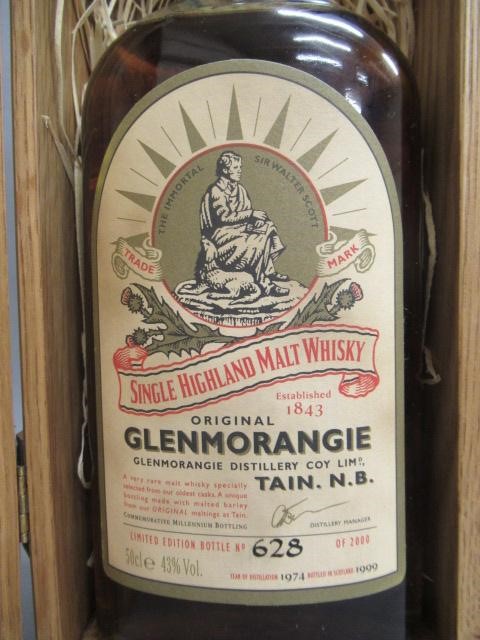 THE IMMORTAL SIR WALTER SCOTT
TRADE MARK
SINGLE HIGHLAND MALT WHISKY
Established
1843
ORIGINAL
GLENMORANGIE
GLENMORANGIE DISTILLERY COY LIMD,
TAIN. N.B.
A very rare malt whisky specially
selected from our oldest casks. A unique
bottling made with malted barley
from our ORIGINAL maltings at Tain.
COMMEMORATIVE MILLENNIUM BOTTLING
DISTILLERY MANAGER
LIMITED EDITION BOTTLE No 628 OF 2000
50cl e 43% Vol.
YEAR OF DISTILLATION 1974 BOTTLED IN SCOTLAND 1999